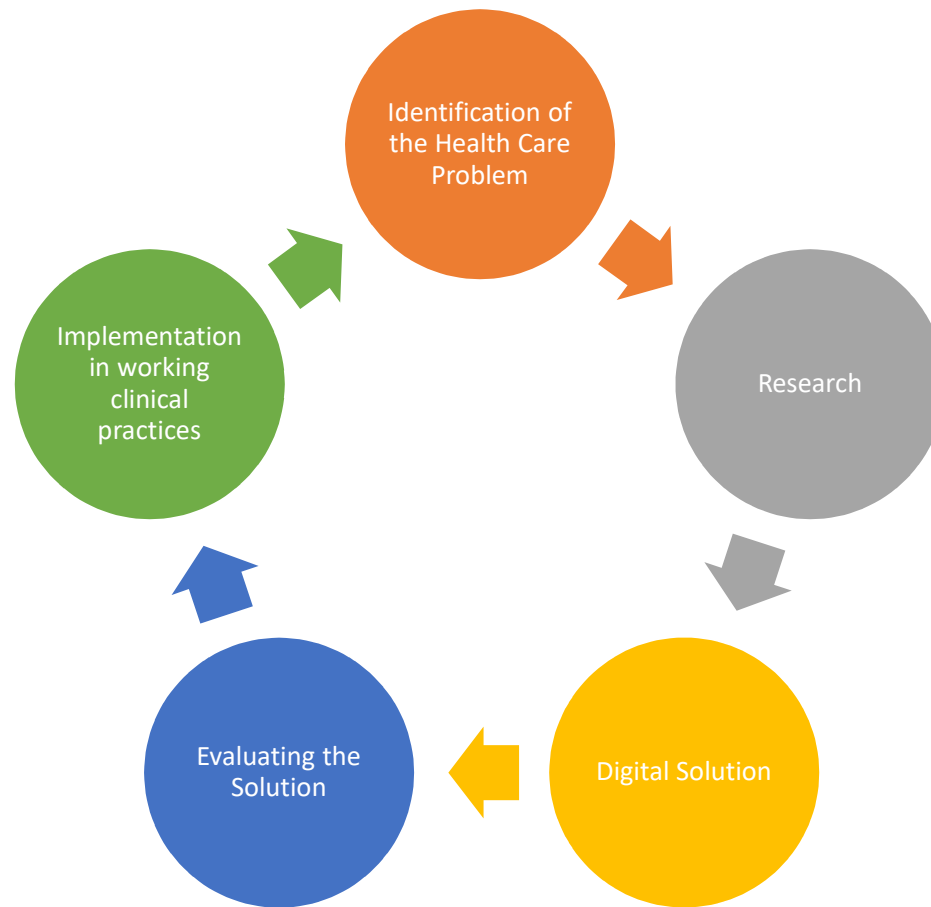 Identification of
the Health Care
Problem
Research
Digital Solution
Evaluating the
Solution
Implementation
in working
clinical
practices